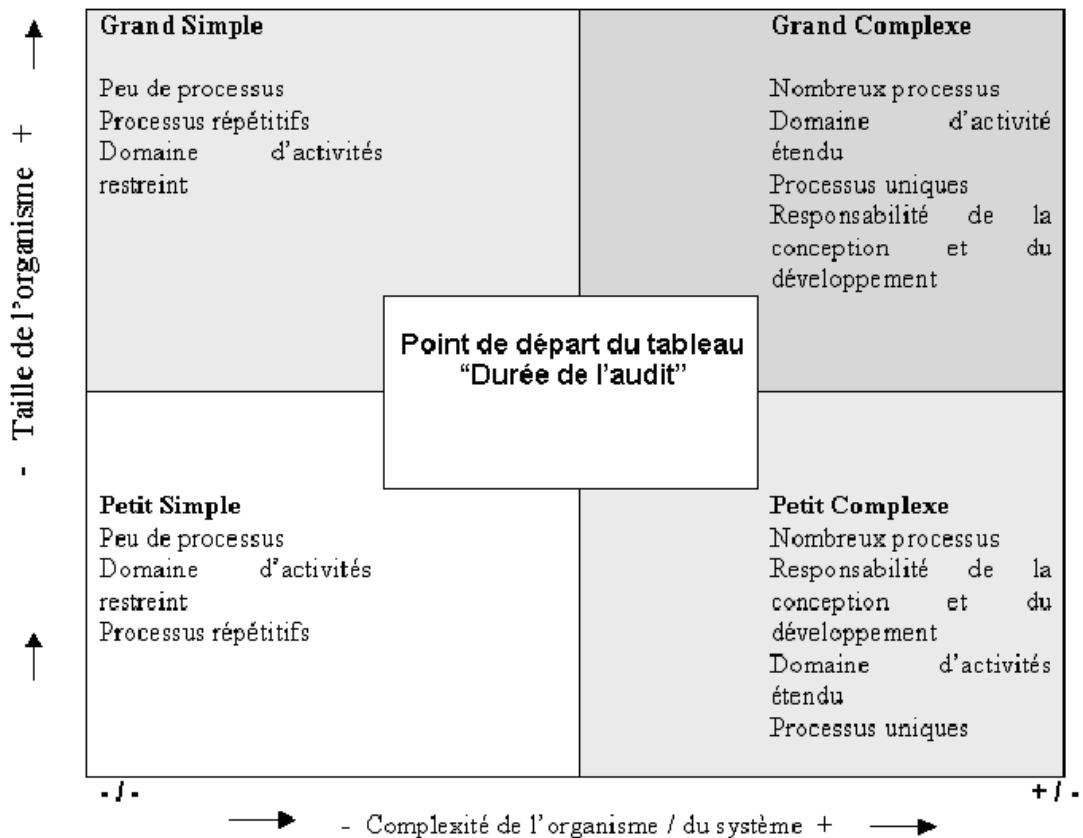 Grand Simple
Peu de processus
Processus répétitifs
Domaine d'activités
restreint
Grand Complexe
Nombreux processus
Domaine d'activité
étendu
Processus uniques
Responsabilité de la
conception et du
développement
Point de départ du tableau
“Durée de l'audit”
Petit Simple
Peu de processus
Domaine d'activités
restreint
Processus répétitifs
Petit Complexe
Nombreux processus
Responsabilité de la
conception et du
développement
Domaine d'activités
étendu
Processus uniques
- Taille de l'organisme +
- / -
+ / -
- Complexité de l'organisme / du système +